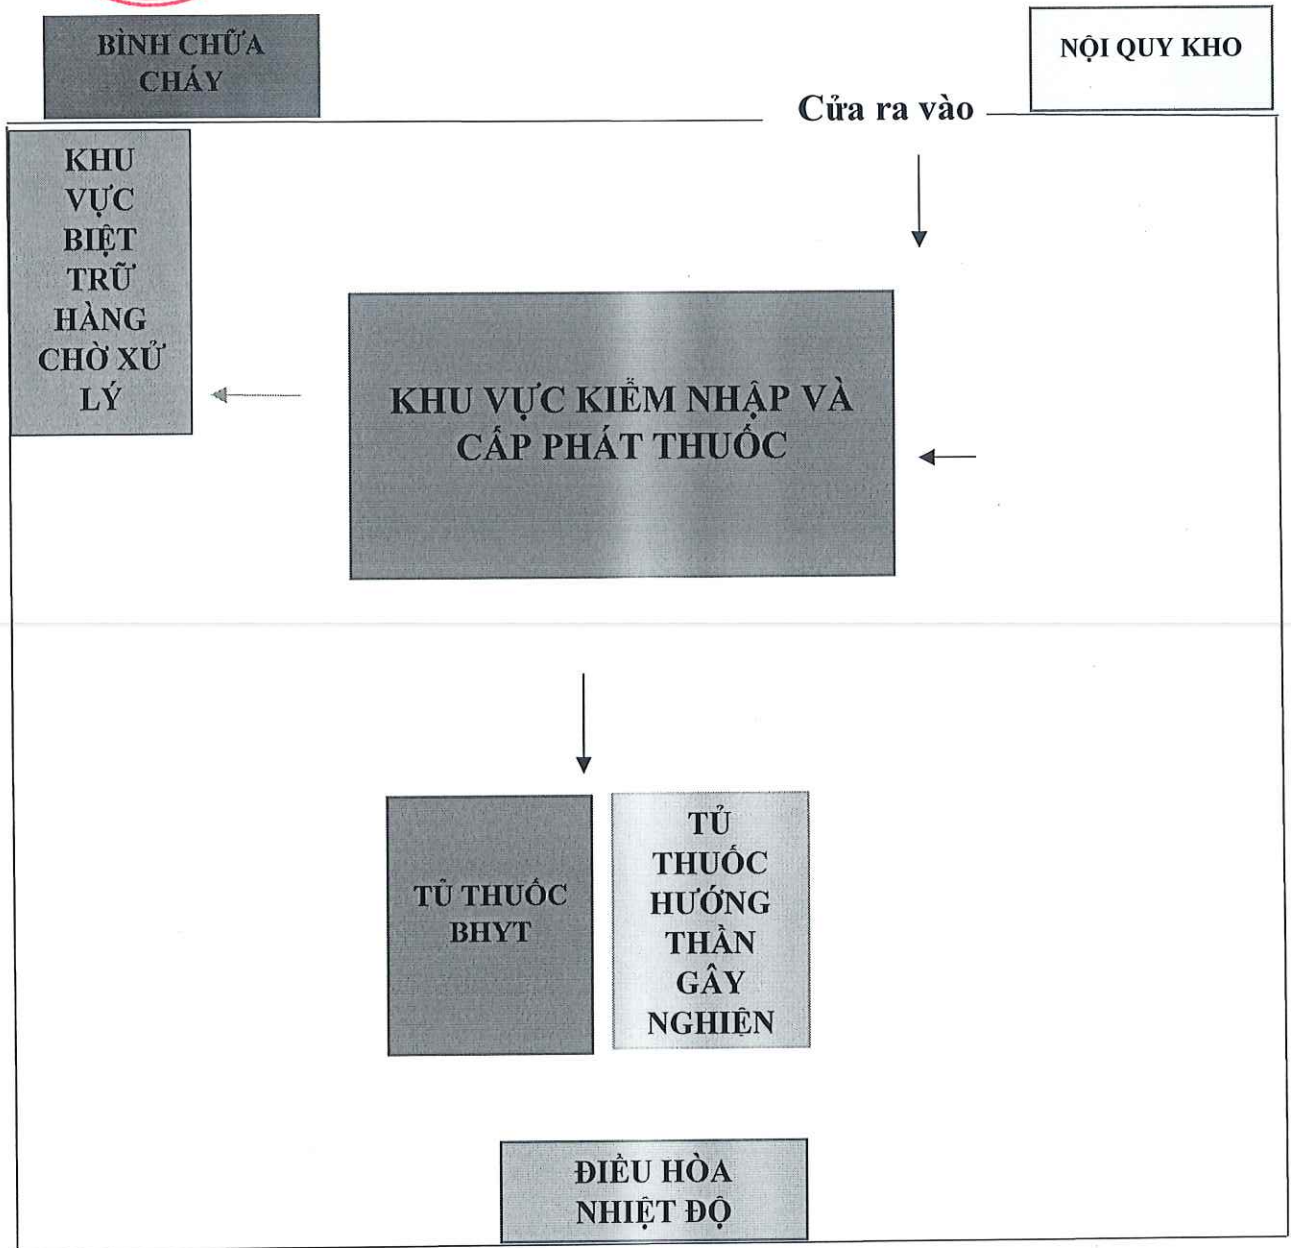 BÌNH CHỮA
CHÁY
NỘI QUY KHO
Cửa ra vào
KHU
VỰC
BIỆT
TRỮ
HÀNG
CHỜ XỬ
LÝ
KHU VỰC KIỂM NHẬP VÀ
CẤP PHÁT THUỐC
TỦ THUỐC
BHYT
TỦ
THUỐC
HƯỚNG
THẦN
GÂY
NGHIỆN
ĐIỀU HÒA
NHIỆT ĐỘ